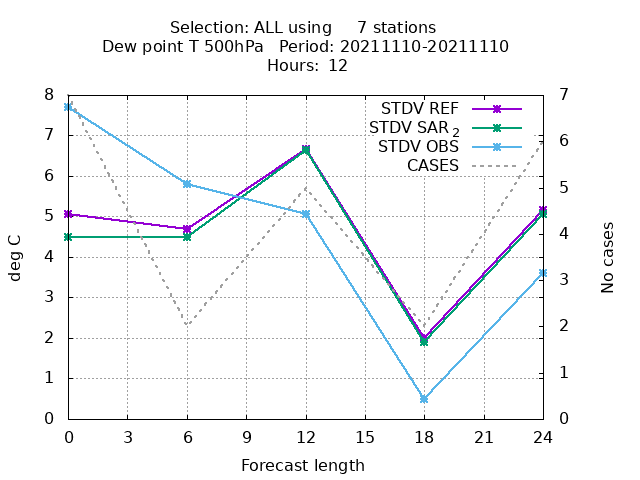 Selection: ALL using     7 stations
Dew point T 500hPa   Period: 20211110-20211110
Hours: 12
STDV REF
STDV SAR2
STDV OBS
CASES
deg C
8
7
6
5
4
3
2
1
0
No cases
7
6
5
4
3
2
1
0
0 3 6 9 12 15 18 21 24
Forecast length